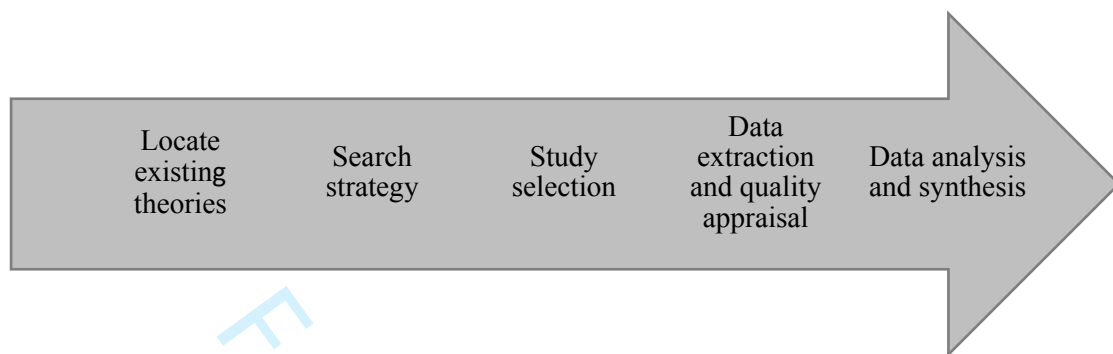 Locate
existing
theories
Search
strategy
Study
selection
Data
extraction
and quality
appraisal
Data analysis
and synthesis
F